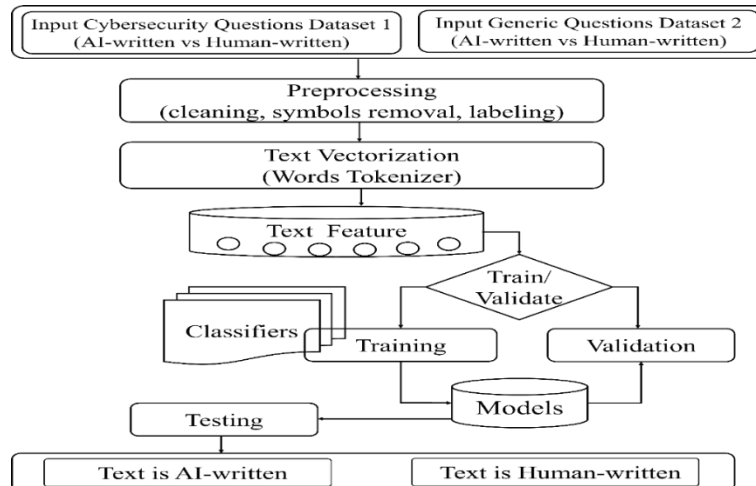 Input Cybersecurity Questions Dataset 1
(AI-written vs Human-written)
Input Generic Questions Dataset 2
(AI-written vs Human-written)
Preprocessing
(cleaning, symbols removal, labeling)
Text Vectorization
(Words Tokenizer)
Text Feature
Train/
Validate
Classifiers
Training
Validation
Models
Testing
Text is AI-written
Text is Human-written